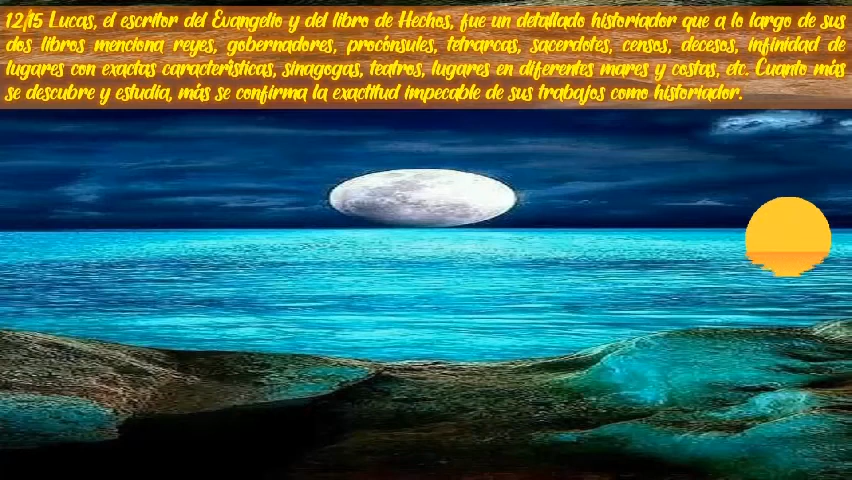 12/15 Lucas, el escritor del Evangelio y del libro de Hechos, fue un detallado historiador que a lo largo de sus
dos libros menciona reyes, gobernadores, procónsules, tetrarcas, sacerdotes, censos, decesos, infinidad de
lugares con exactas caracteristicas, sinagogas, teatros, lugares en diferentes mares y costas, etc. Cuanto más
se descubre y estudia, más se confirma la exactitud impecable de sus trabajos como historiador.